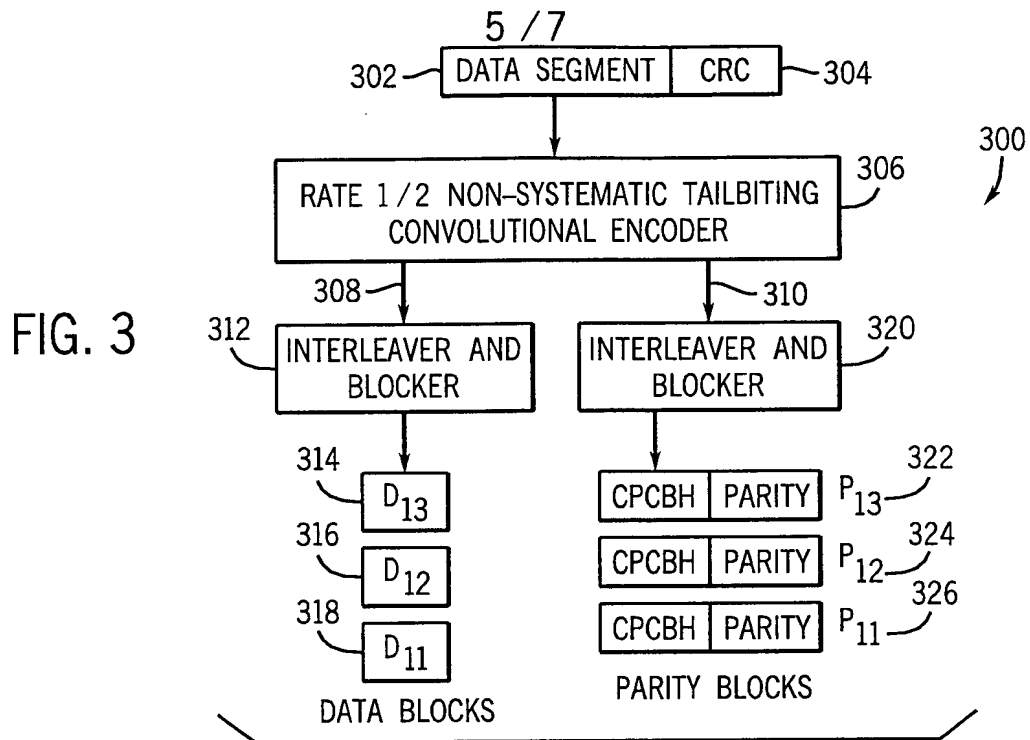 5 / 7
302 DATA SEGMENT CRC 304
300
306
RATE 1/2 NON-SYSTEMATIC TAILBITING
CONVOLUTIONAL ENCODER
308 310
FIG. 3
312 INTERLEAVER AND
BLOCKER
INTERLEAVER AND
BLOCKER 320
314 D13 CPCBH PARITY P13 322
316 D12 CPCBH PARITY P12 324
318 D11 CPCBH PARITY P11 326
DATA BLOCKS PARITY BLOCKS